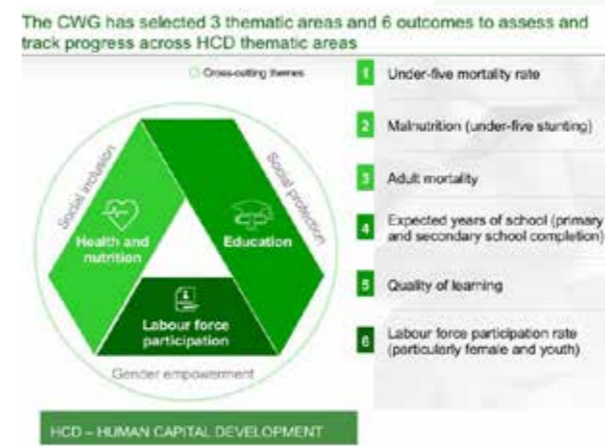 The CWG has selected 3 thematic areas and 6 outcomes to assess and
track progress across HCD thematic areas
Cross-cutting themes
Social inclusion
Social protection
Health and
nutrition
Education
Labour force
participation
Gender empowerment
HCD – HUMAN CAPITAL DEVELOPMENT
1 Under-five mortality rate
2 Malnutrition (under-five stunting)
3 Adult mortality
4 Expected years of school (primary
and secondary school completion)
5 Quality of learning
6 Labour force participation rate
(particularly female and youth)